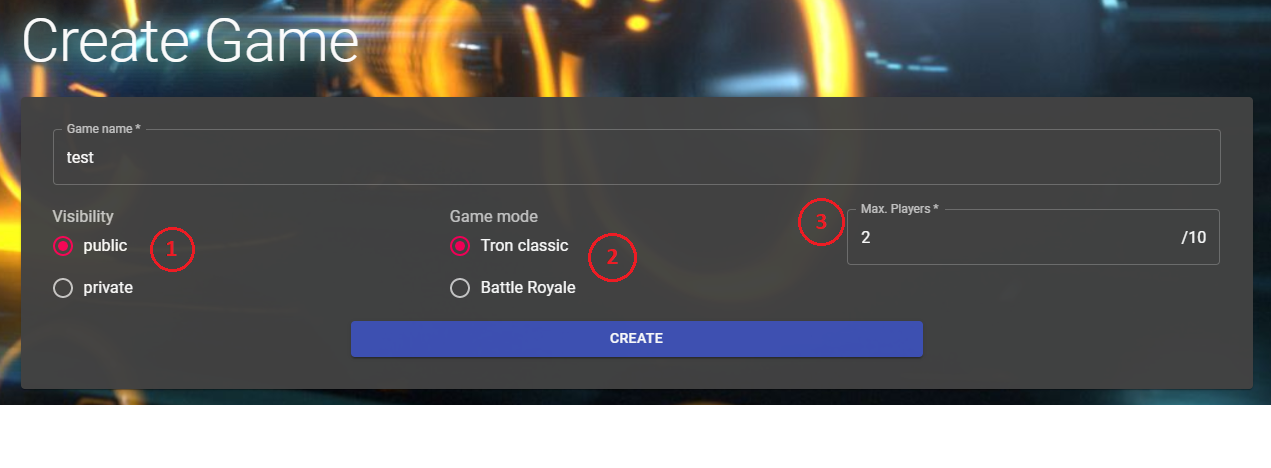 Create Game
Game name *
test
Visibility
public
1
private
Game mode
Tron classic
2
Battle Royale
3
Max. Players *
2 /10
CREATE